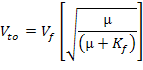 V_to = V_f [ √( μ / (μ + K_f) ) ]